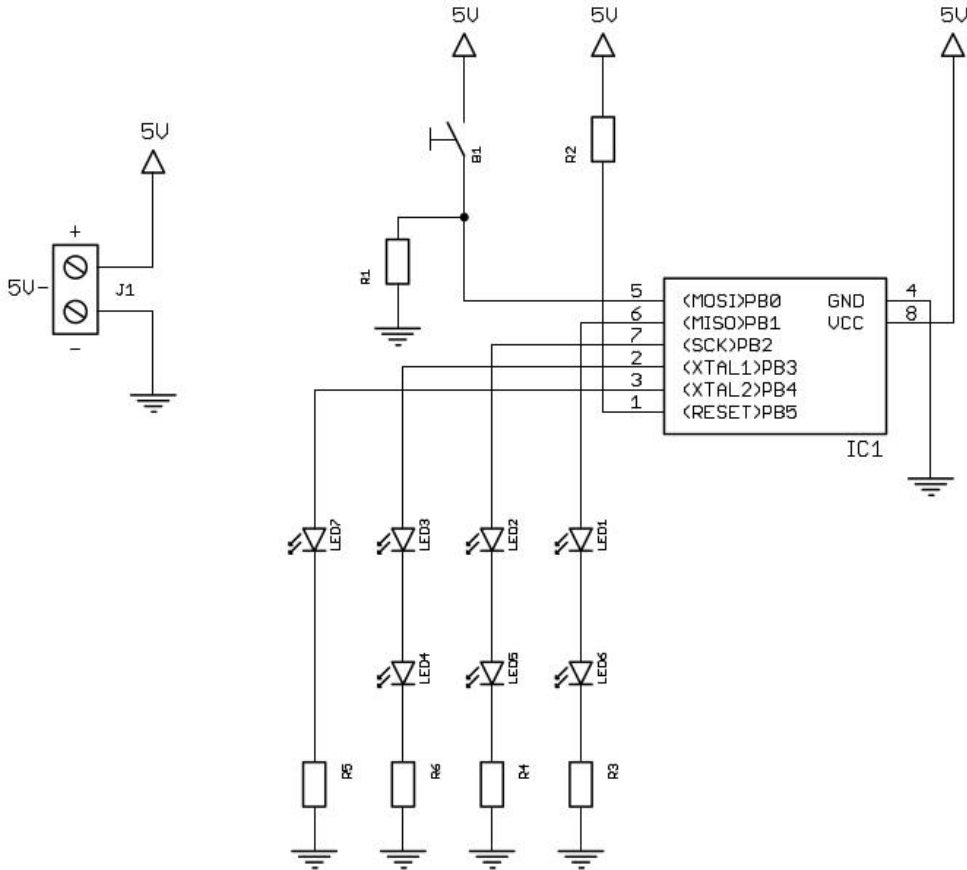 5V
5V
5V
5V
B1
R2
+
R1
5V-
J1
-
5
(MOSI)PB0
GND
4
6
(MISO)PB1
VCC
8
7
(SCK)PB2
2
(XTAL1)PB3
3
(XTAL2)PB4
1
(RESET)PB5
IC1
LED7
LED3
LED2
LED1
LED4
LED5
LED6
R5
R6
R4
R3